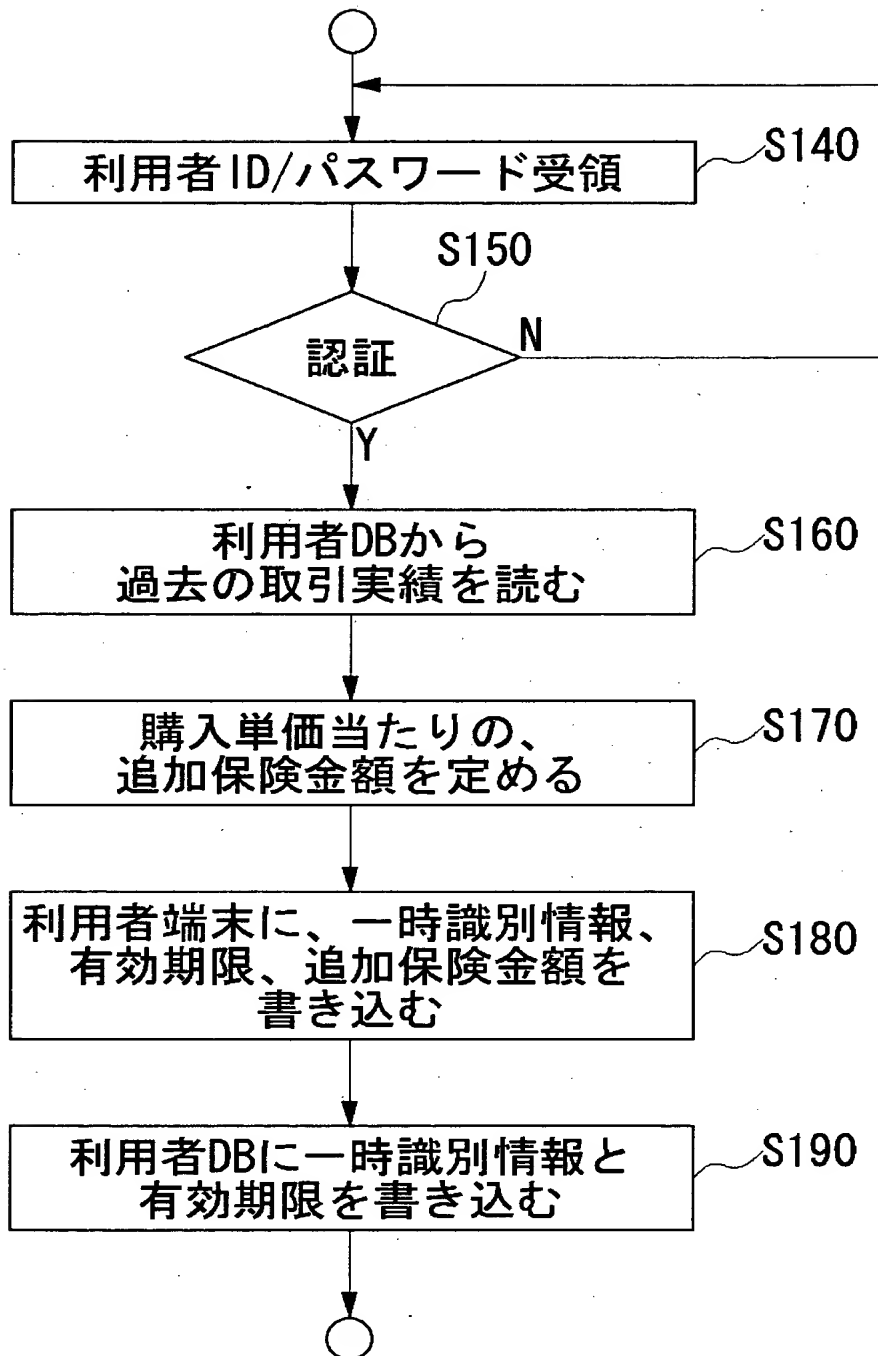 利用者ID/パスワード受領
S140
S150
認証
N
Y
利用者DBから
過去の取引実績を読む
S160
購入単価当たりの、
追加保険金額を定める
S170
利用者端末に、一時識別情報、
有効期限、追加保険金額を
書き込む
S180
利用者DBに一時識別情報と
有効期限を書き込む
S190